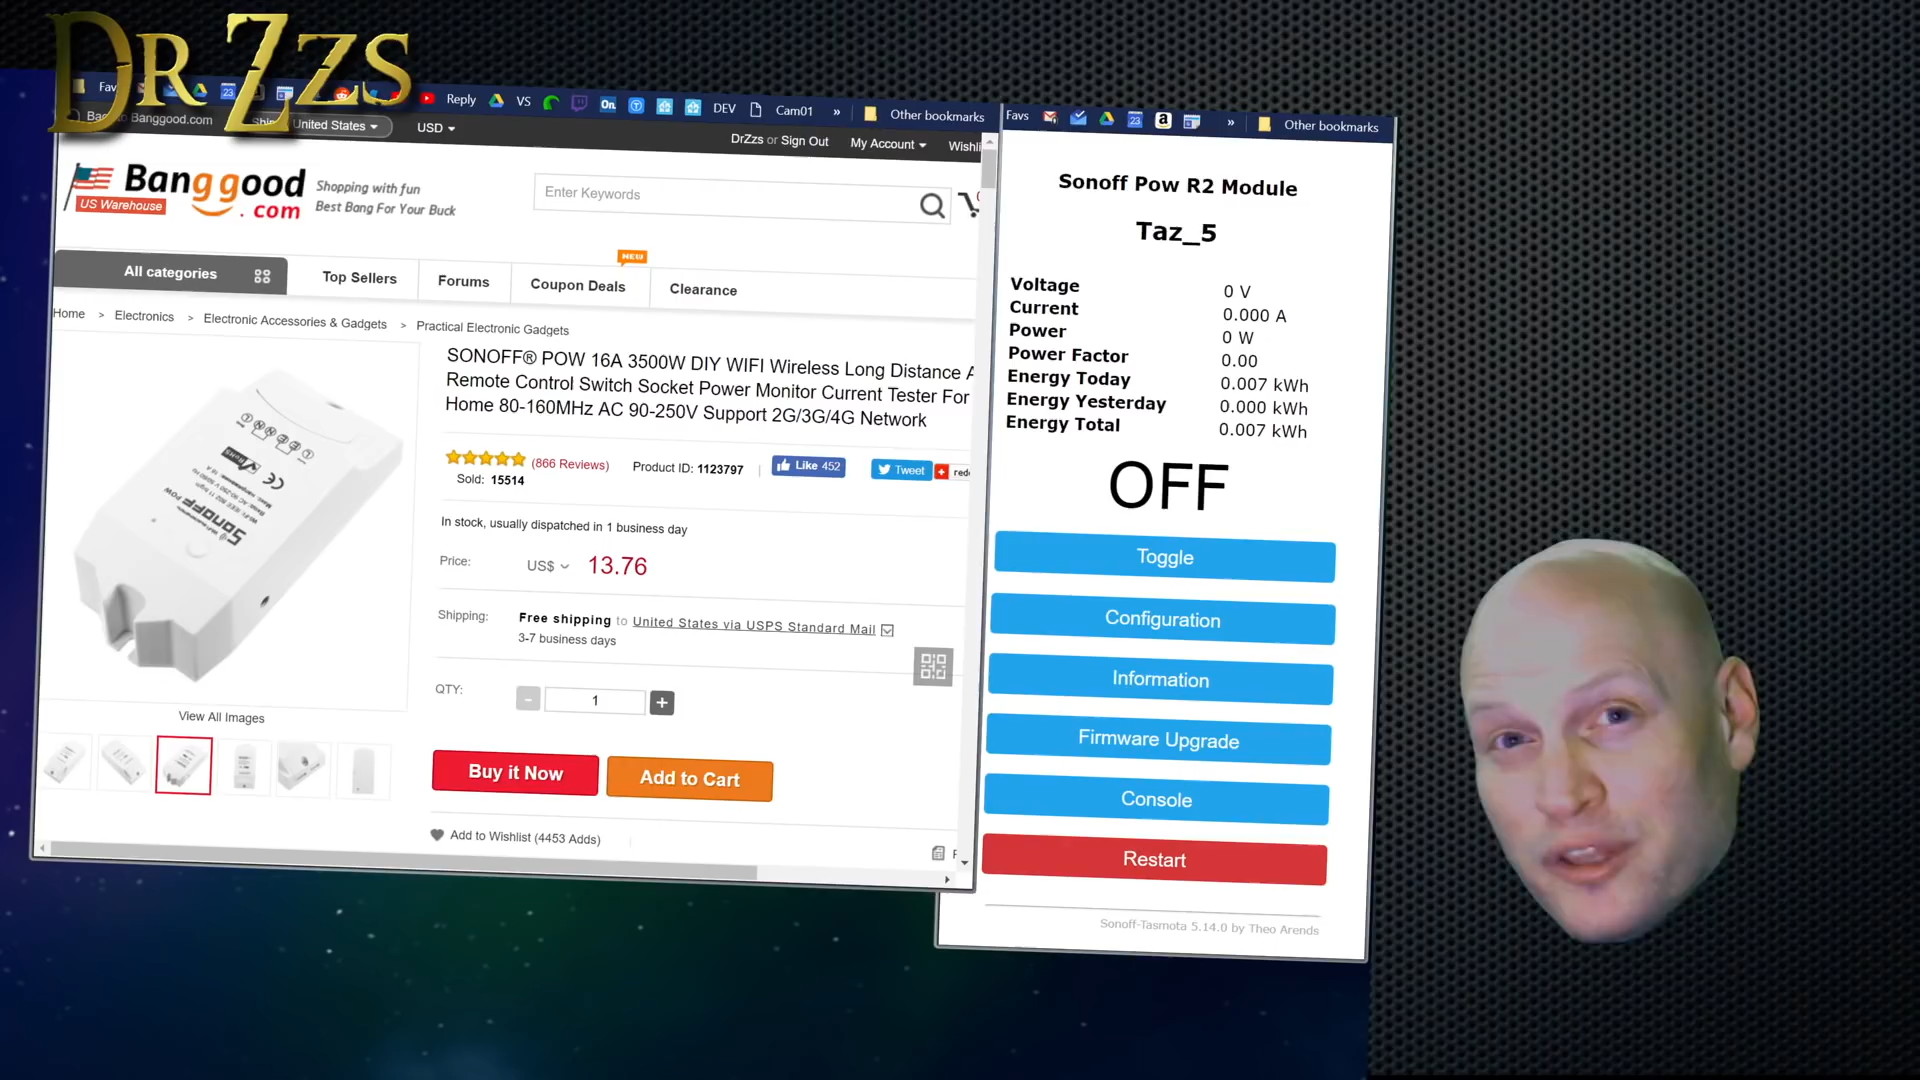 DrZzs
Fav
23
Reply
VS
On
DEV
Cam01
»
Other bookmarks
Banggood.com
United States
USD
DrZzs or Sign Out
My Account
Wishli
Banggood
.com
US Warehouse
Shopping with fun
Best Bang For Your Buck
Enter Keywords
All categories
Top Sellers
Forums
Coupon Deals
NEW
Clearance
Home > Electronics > Electronic Accessories & Gadgets > Practical Electronic Gadgets
SONOFF® POW 16A 3500W DIY WIFI Wireless Long Distance A
Remote Control Switch Socket Power Monitor Current Tester For
Home 80-160MHz AC 90-250V Support 2G/3G/4G Network
(866 Reviews)
Product ID: 1123797
Like 452
Tweet
redd
Sold: 15514
In stock, usually dispatched in 1 business day
Price: US$ 13.76
Shipping: Free shipping to United States via USPS Standard Mail
3-7 business days
QTY: - 1 +
View All Images
Buy it Now
Add to Cart
Add to Wishlist (4453 Adds)
SONOFF POW
Favs
23
»
Other bookmarks
Sonoff Pow R2 Module
Taz_5
Voltage 0 V
Current 0.000 A
Power 0 W
Power Factor 0.00
Energy Today 0.007 kWh
Energy Yesterday 0.000 kWh
Energy Total 0.007 kWh
OFF
Toggle
Configuration
Information
Firmware Upgrade
Console
Restart
Sonoff-Tasmota 5.14.0 by Theo Arends